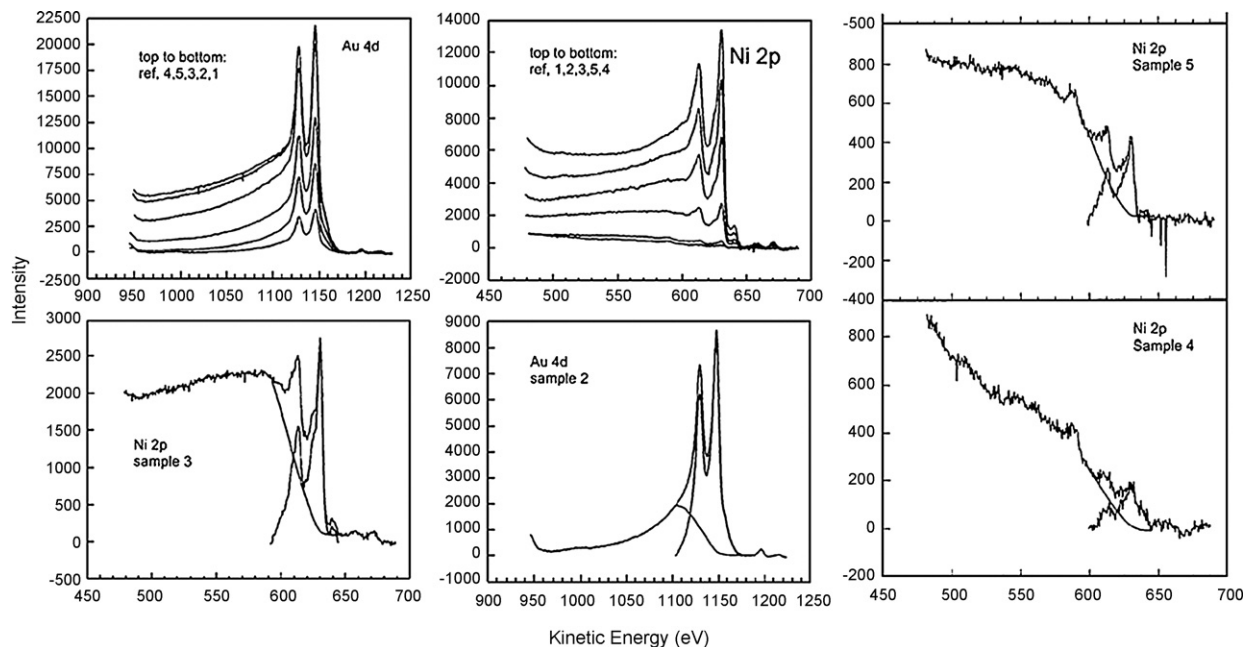 Intensity
25000
22500
20000
17500
15000
12500
10000
7500
5000
2500
0
-2500
top to bottom:
ref, 4,5,3,2,1
Au 4d
900 950 1000 1050 1100 1150 1200 1250
14000
12000
10000
8000
6000
4000
2000
0
-2000
top to bottom:
ref, 1,2,3,5,4
Ni 2p
450 500 550 600 650 700
-500
800
600
400
200
0
-200
-400
Ni 2p
Sample 5
3000
2500
2000
1500
1000
500
0
-500
Ni 2p
sample 3
450 500 550 600 650 700
9000
8000
7000
6000
5000
4000
3000
2000
1000
0
-1000
Au 4d
sample 2
900 950 1000 1050 1100 1150 1200 1250
800
600
400
200
0
-200
Ni 2p
Sample 4
450 500 550 600 650 700
Kinetic Energy (eV)